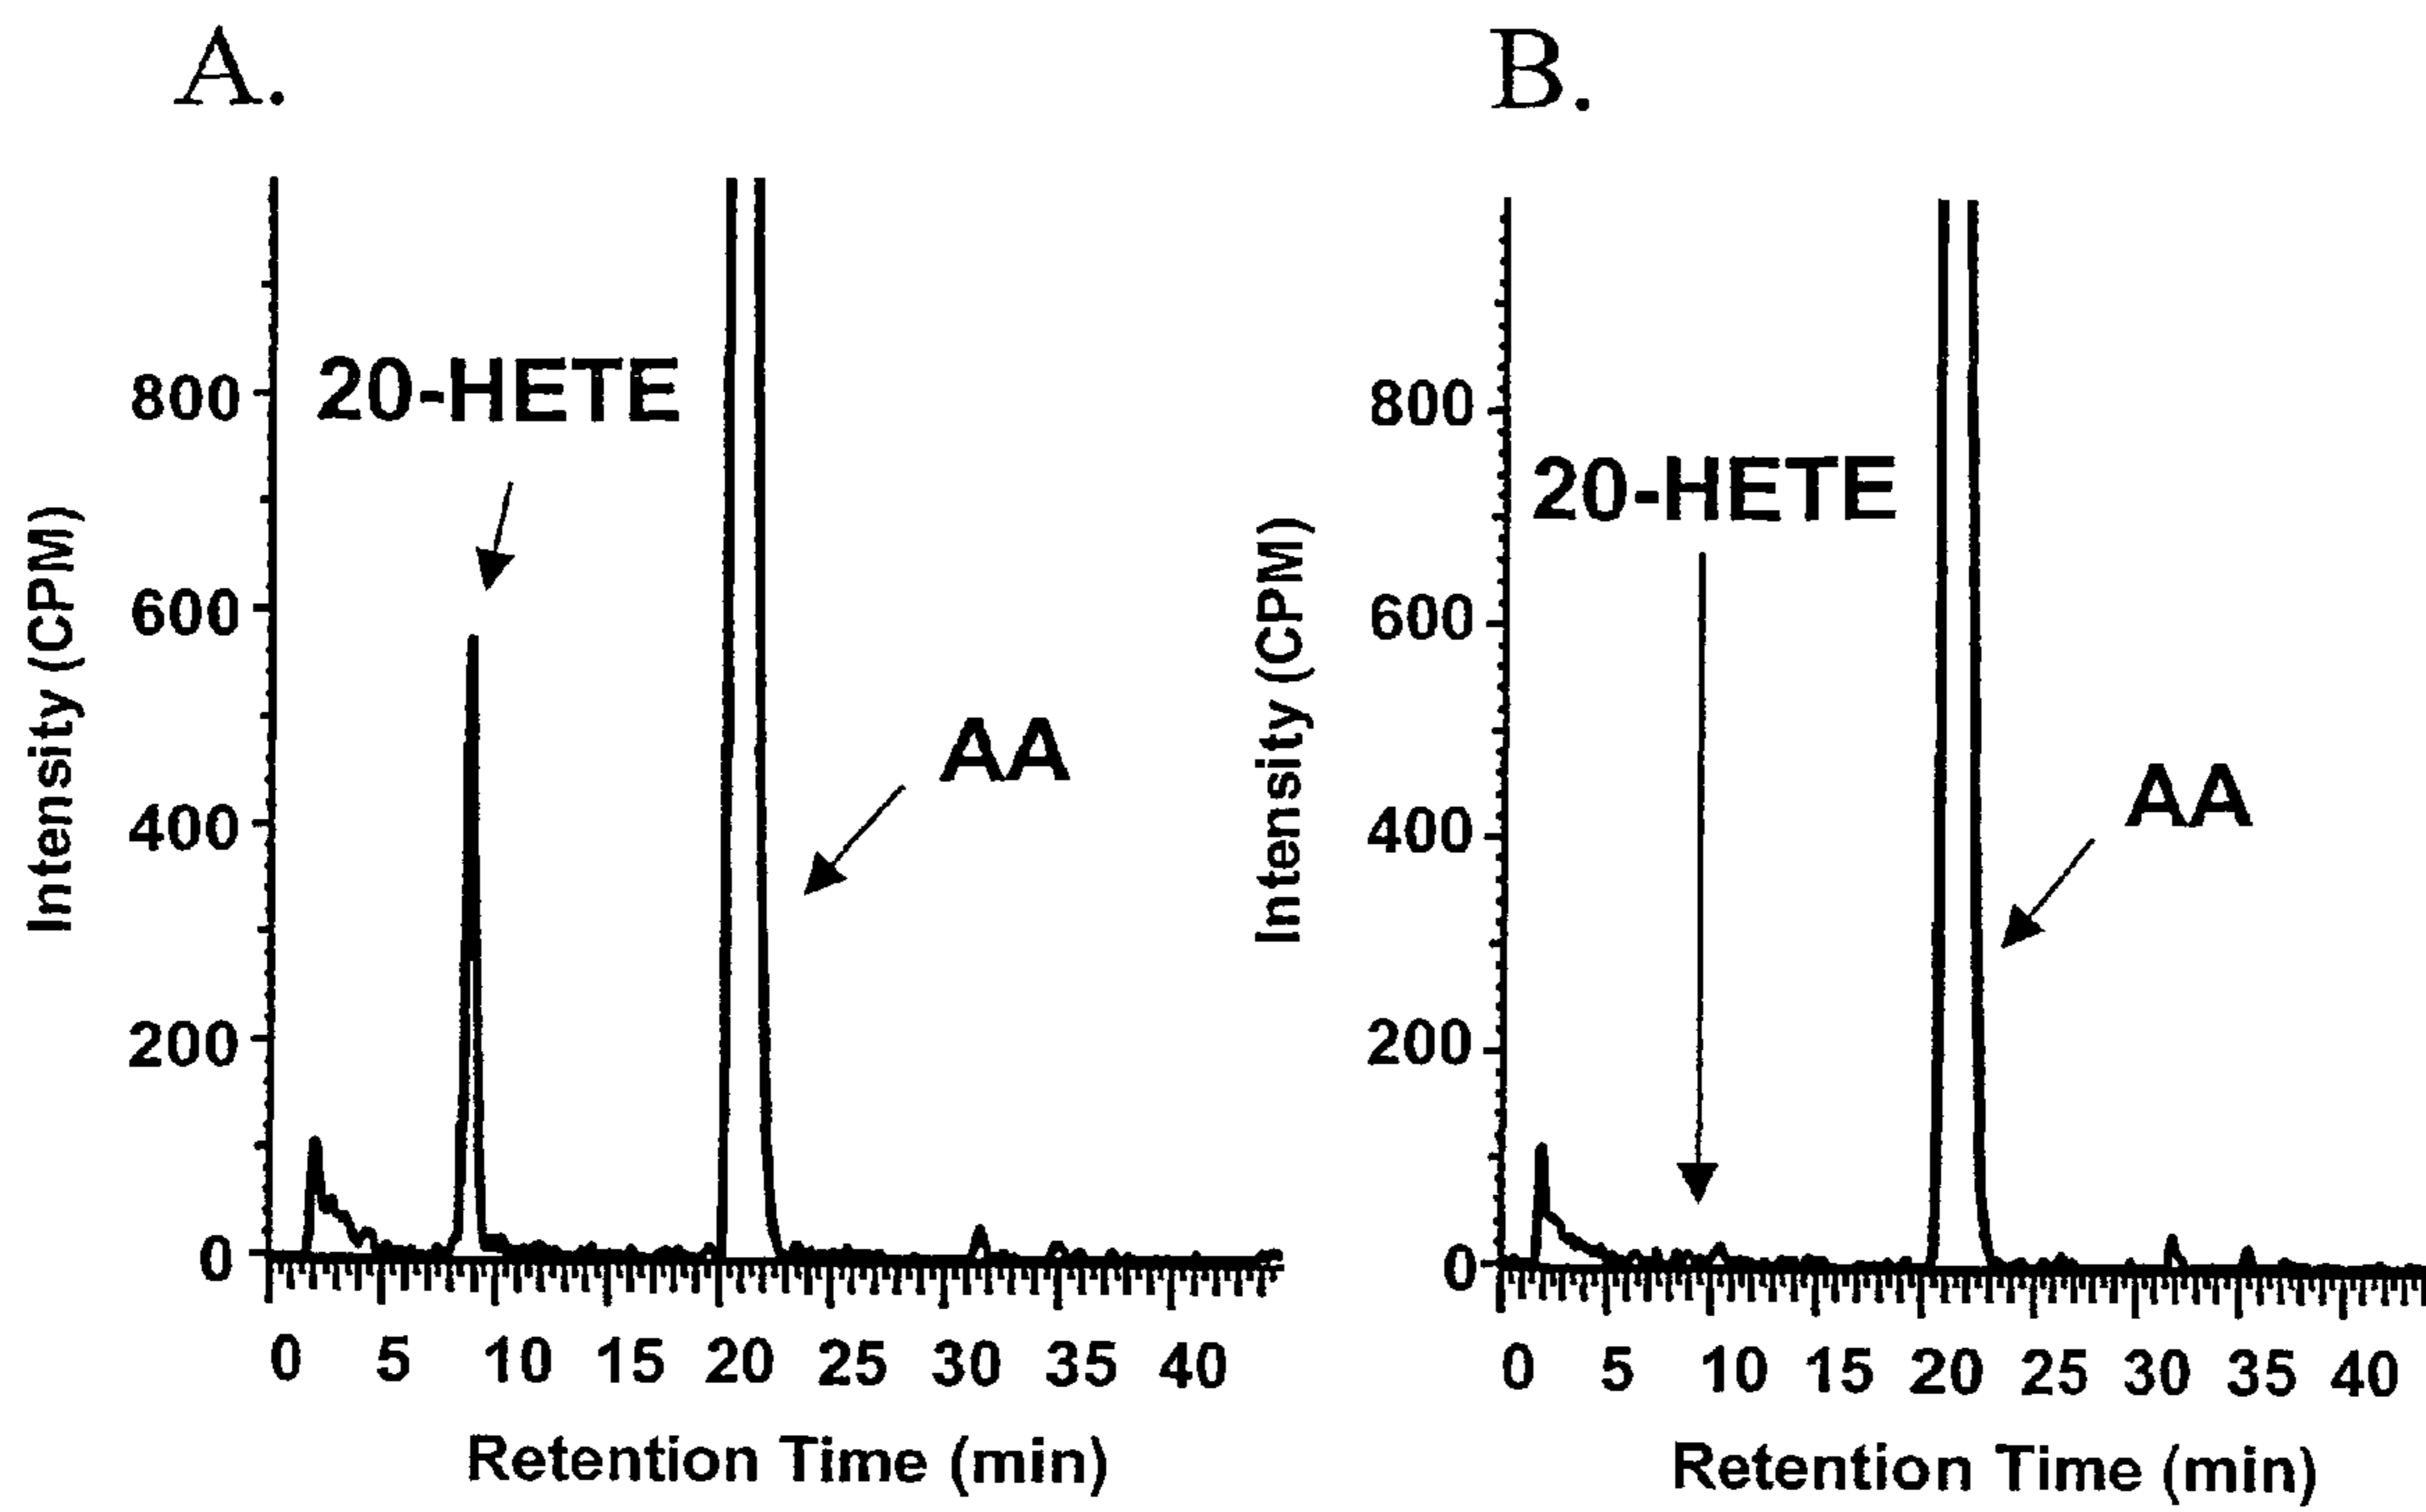 A.
800
600
400
200
0
Intensity (CPM)
20-HETE
AA
0 5 10 15 20 25 30 35 40
Retention Time (min)
B.
800
600
400
200
0
Intensity (CPM)
20-HETE
AA
0 5 10 15 20 25 30 35 40
Retention Time (min)